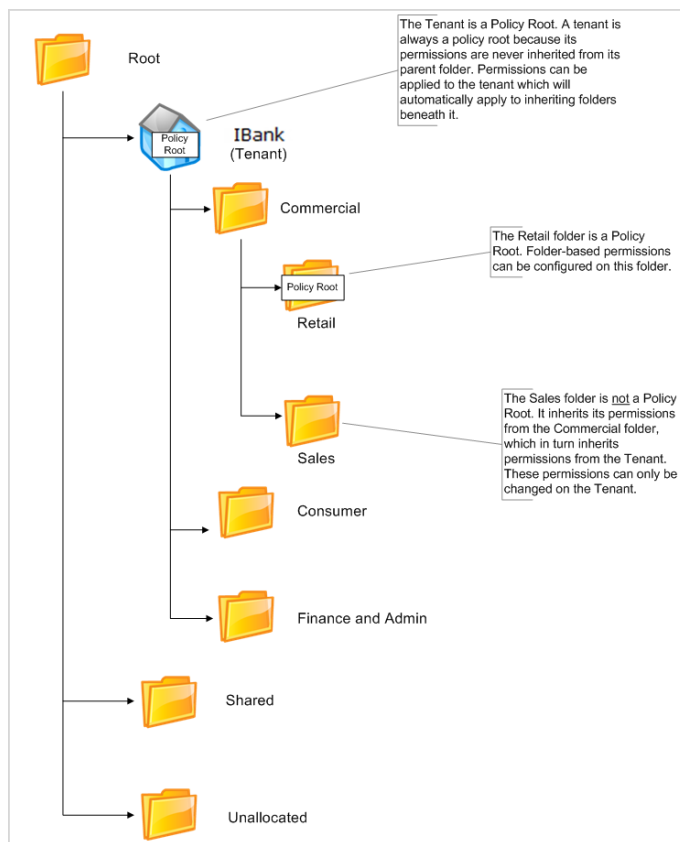 The Tenant is a Policy Root. A tenant is
always a policy root because its
permissions are never inherited from its
parent folder. Permissions can be
applied to the tenant which will
automatically apply to inheriting folders
beneath it.
Root
Policy
Root
IBank
(Tenant)
Commercial
The Retail folder is a Policy
Root. Folder-based permissions
can be configured on this folder.
Policy Root
Retail
The Sales folder is not a Policy
Root. It inherits its permissions
from the Commercial folder,
which in turn inherits
permissions from the Tenant.
These permissions can only be
changed on the Tenant.
Sales
Consumer
Finance and Admin
Shared
Unallocated